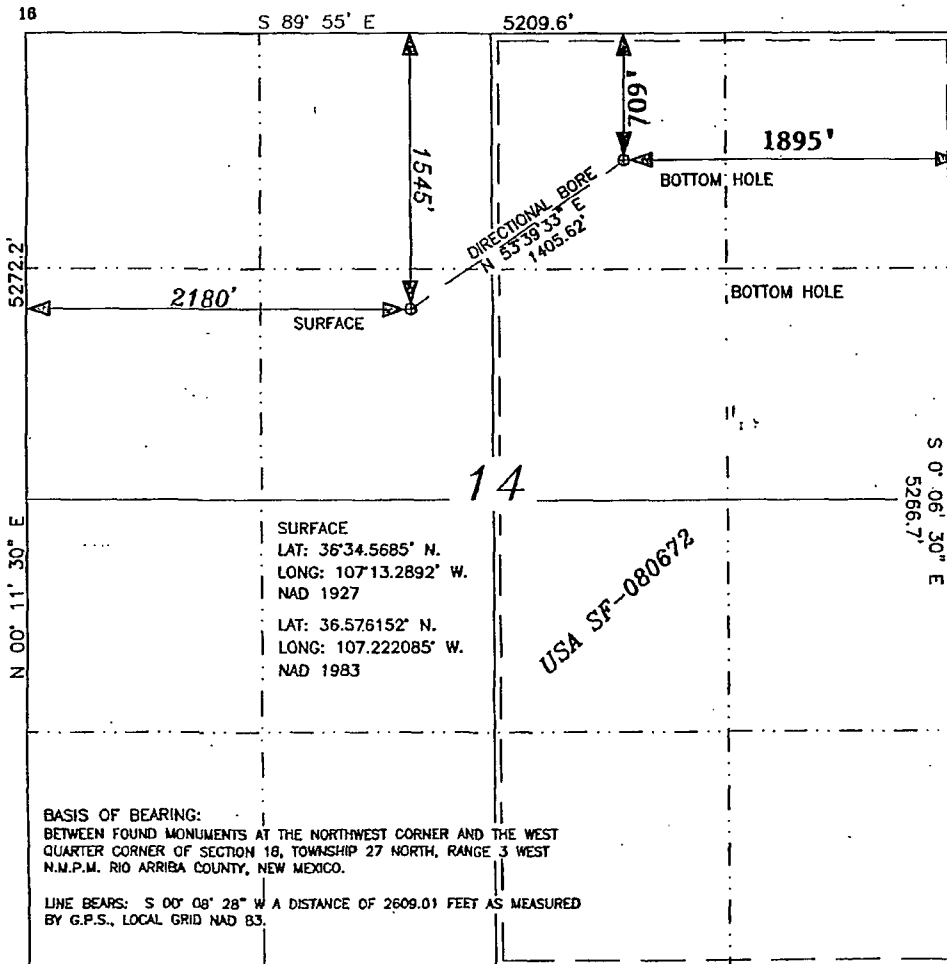 16
S 89° 55' E
5209.6'
709'
1895'
BOTTOM HOLE
1545'
DIRECTIONAL BORE
N 53°39'33" E
1405.62'
5272.2'
2180'
SURFACE
BOTTOM HOLE
14
S 0° 06' 30" E
5266.7'
N 00° 11' 30" E
SURFACE
LAT: 36°34.5685' N.
LONG: 107°13.2892' W.
NAD 1927
LAT: 36.576152° N.
LONG: 107.222085° W.
NAD 1983
USA SF-080672
BASIS OF BEARING:
BETWEEN FOUND MONUMENTS AT THE NORTHWEST CORNER AND THE WEST
QUARTER CORNER OF SECTION 18, TOWNSHIP 27 NORTH, RANGE 3 WEST
N.M.P.M. RIO ARRIBA COUNTY, NEW MEXICO.
LINE BEARS: S 00° 08' 28" W A DISTANCE OF 2609.01 FEET AS MEASURED
BY G.P.S., LOCAL GRID NAD 83.